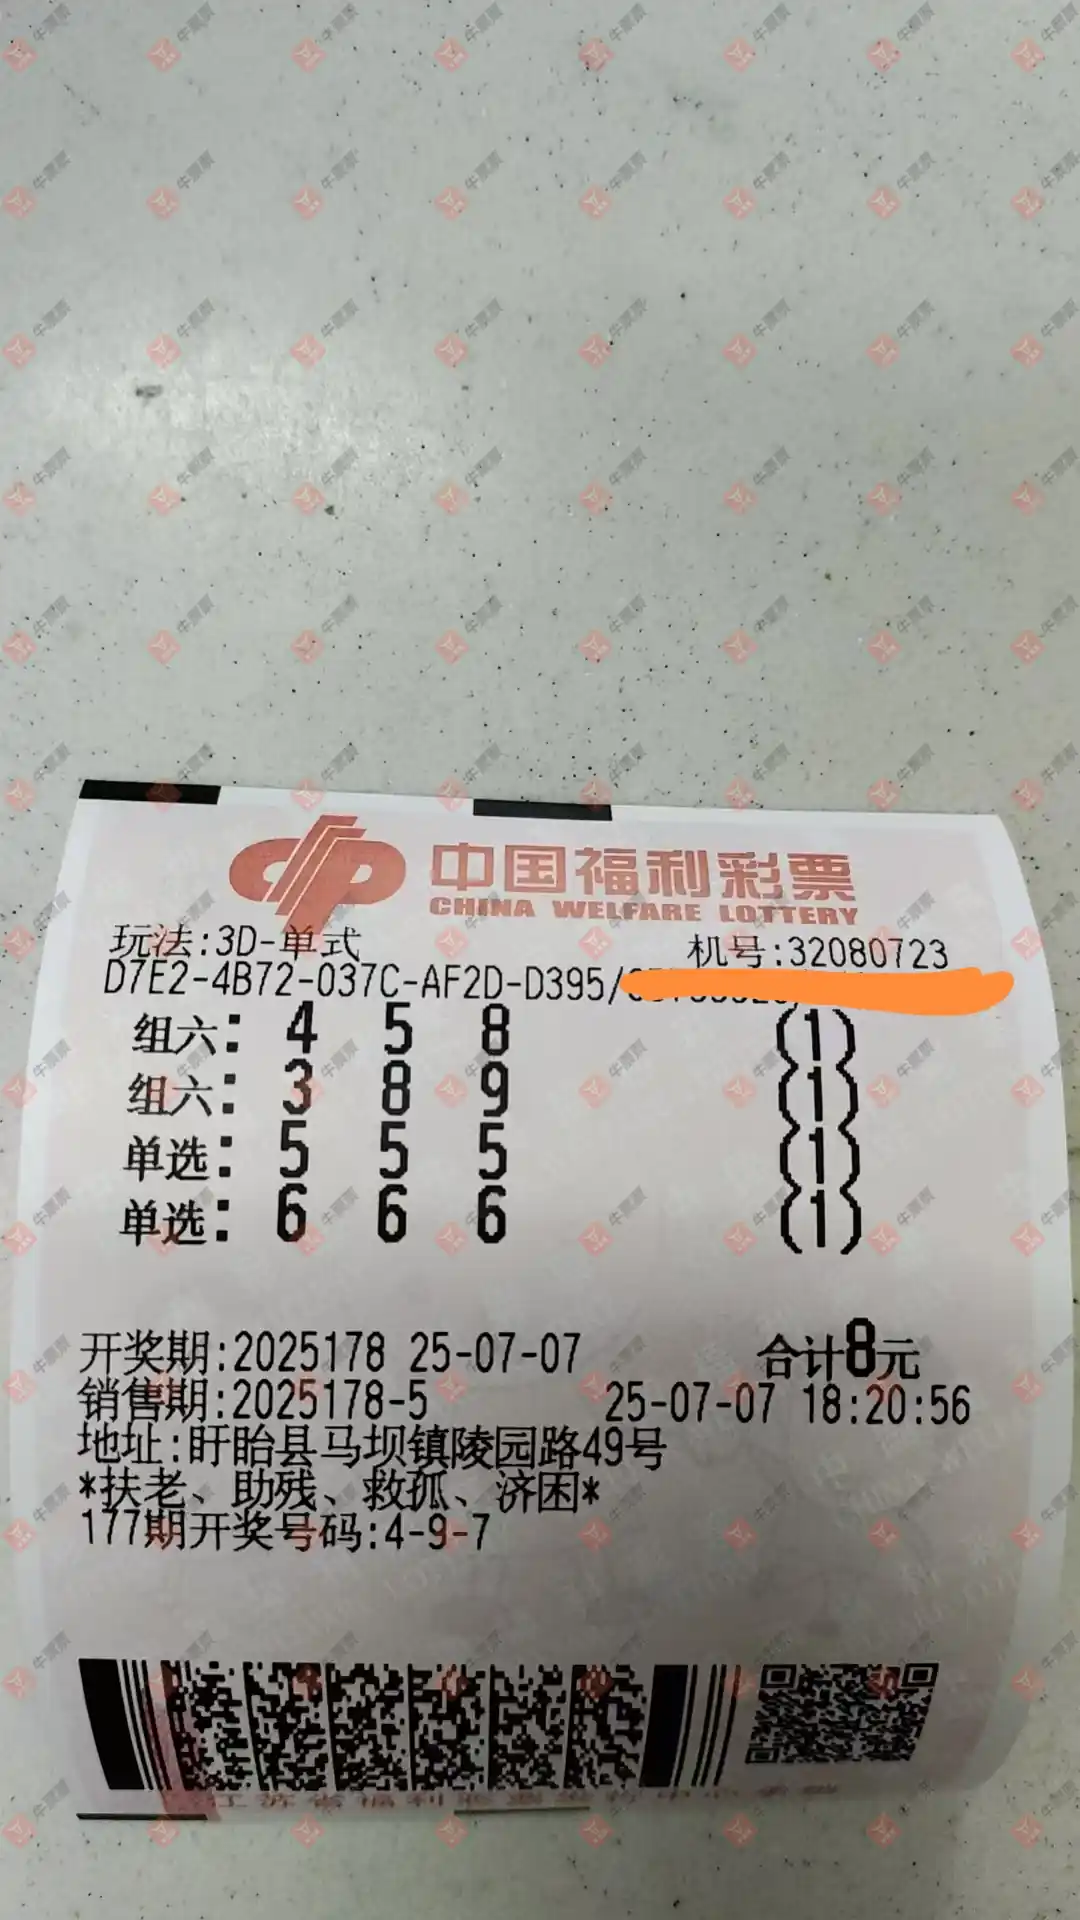 中国福利彩票
CHINA WELFARE LOTTERY
玩法:3D-单式 机号:32080723
D7E2-4B72-037C-AF2D-D395/
组六: 4 5 8 (1)
组六: 3 8 9 (1)
单选: 5 5 5 (1)
单选: 6 6 6 (1)
开奖期:2025178 25-07-07 合计8元
销售期:2025178-5 25-07-07 18:20:56
地址:盱眙县马坝镇陵园路49号
*扶老、助残、救孤、济困*
177期开奖号码:4-9-7